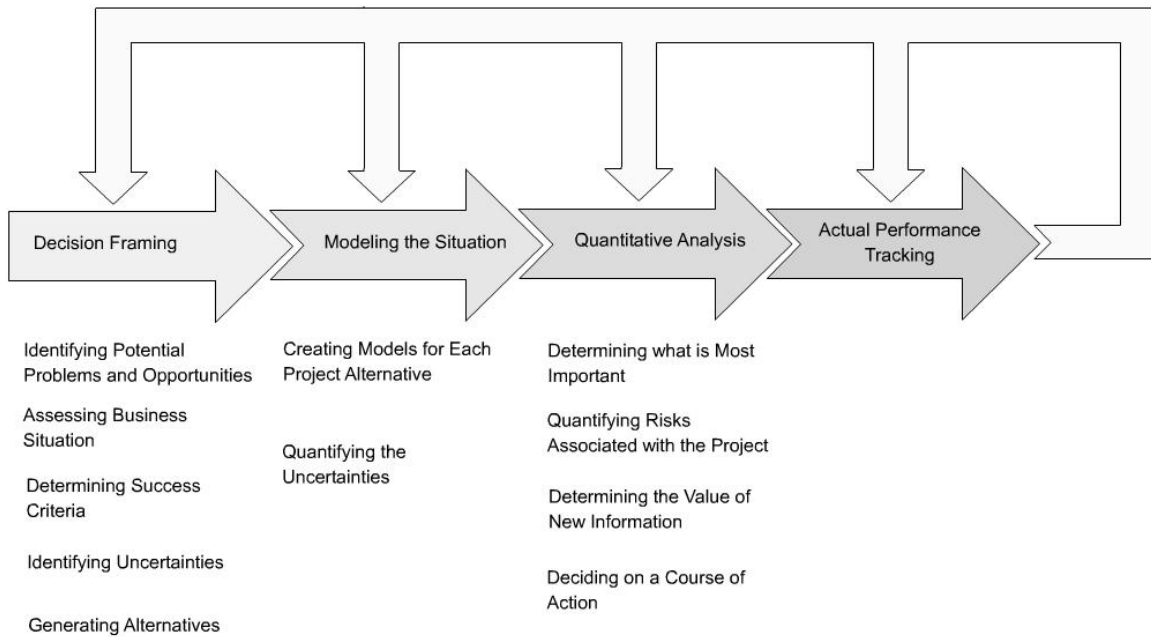 Decision Framing
Modeling the Situation
Quantitative Analysis
Actual Performance
Tracking
Identifying Potential
Problems and Opportunities
Assessing Business
Situation
Determining Success
Criteria
Identifying Uncertainties
Generating Alternatives
Creating Models for Each
Project Alternative
Quantifying the
Uncertainties
Determining what is Most
Important
Quantifying Risks
Associated with the Project
Determining the Value of
New Information
Deciding on a Course of
Action